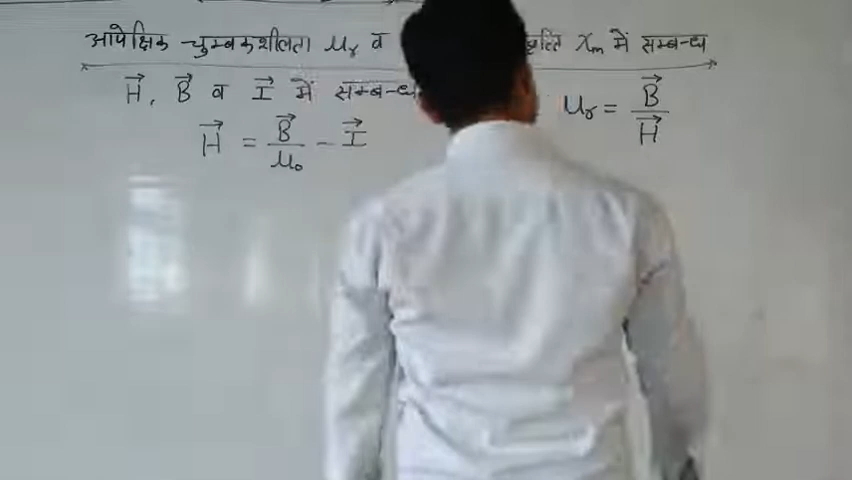 आपेक्षिक चुम्बकशीलता μr व χm में सम्बन्ध
H⃗, B⃗ व I⃗ में सम्बन्ध
H⃗ = B⃗/μ₀ - I⃗
μr = B⃗/H⃗